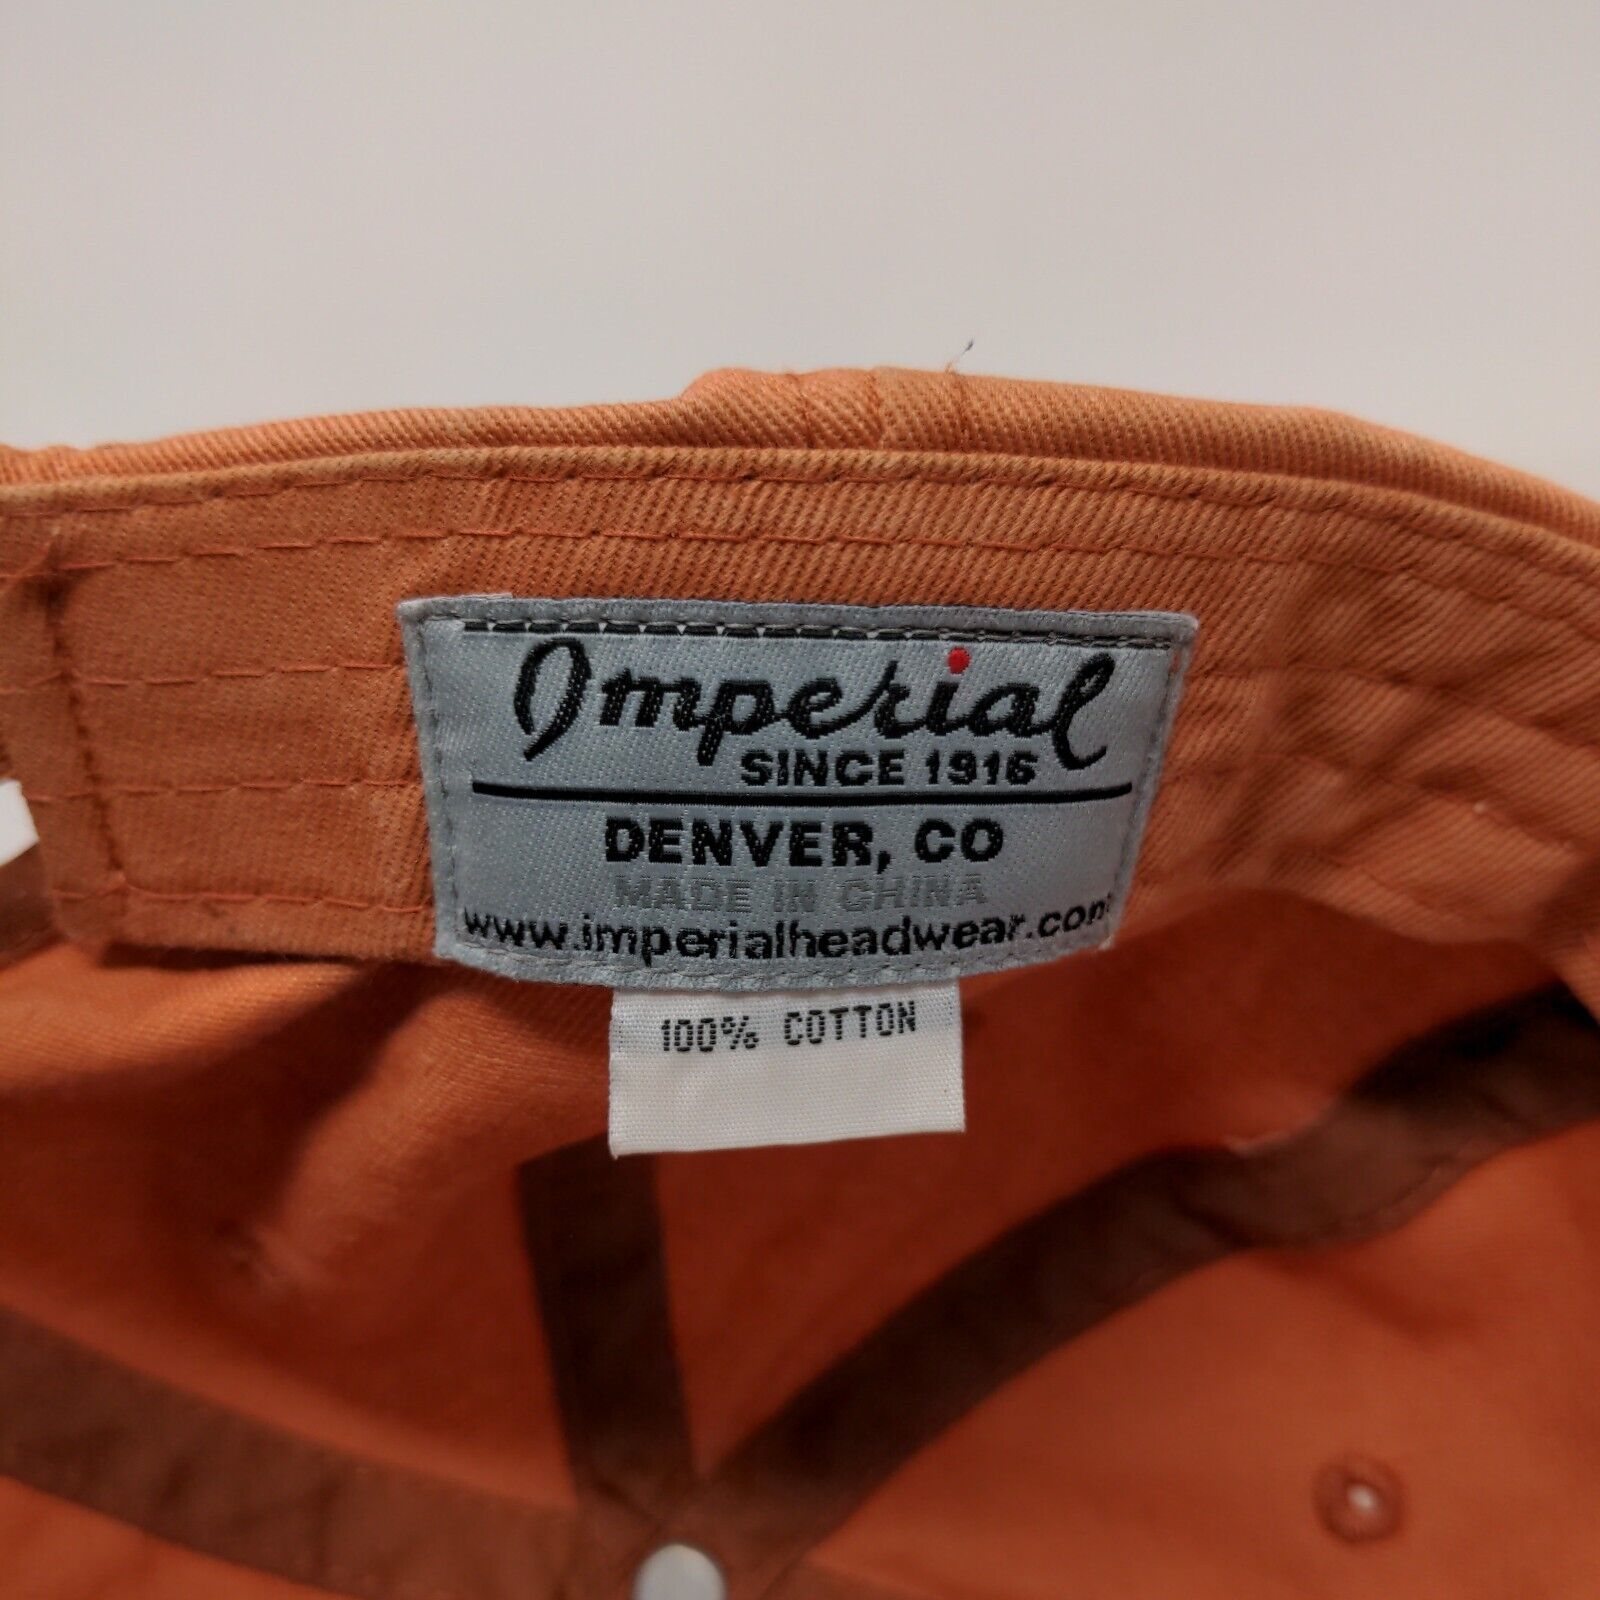 Imperial
SINCE 1916
DENVER, CO
MADE IN CHINA
www.imperialheadwear.com
100% COTTON